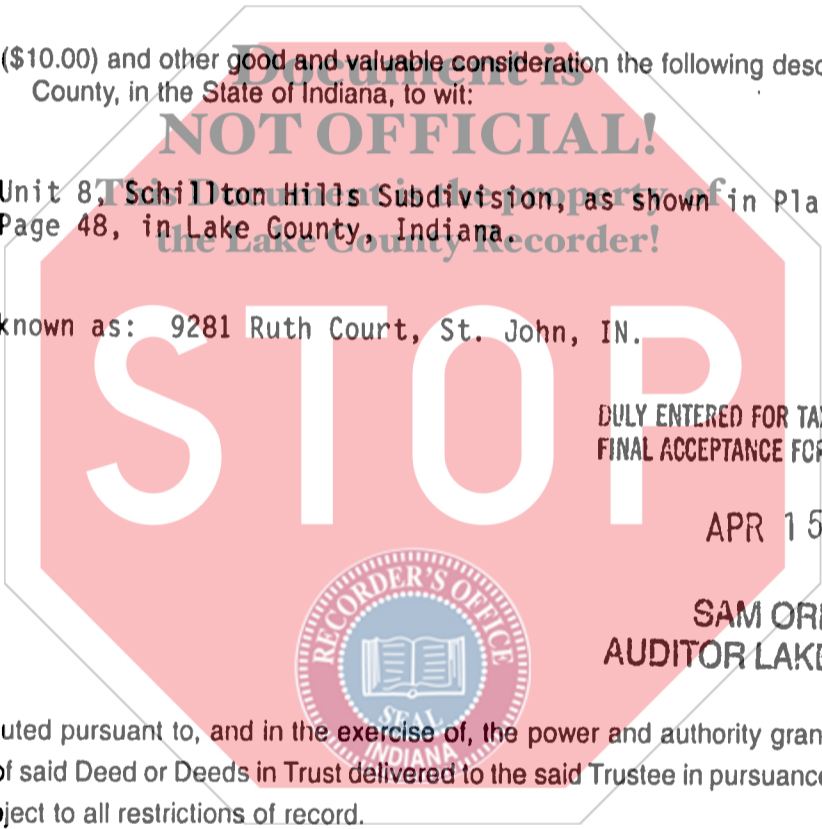 ($10.00) and other good and valuable consideration the following desc
County, in the State of Indiana, to wit:
Document is
NOT OFFICIAL!
This Document is the property of
the Lake County Recorder!
Unit 8, Schillton Hills Subdivision, as shown in Pla
Page 48, in Lake County, Indiana.
known as: 9281 Ruth Court, St. John, IN.
STOP
DULY ENTERED FOR TA
FINAL ACCEPTANCE FOR
APR 15
SAM OR
AUDITOR LAKE
RECORDER'S OFFICE
SEAL
INDIANA
uted pursuant to, and in the exercise of, the power and authority gran
of said Deed or Deeds in Trust delivered to the said Trustee in pursuance
ject to all restrictions of record.